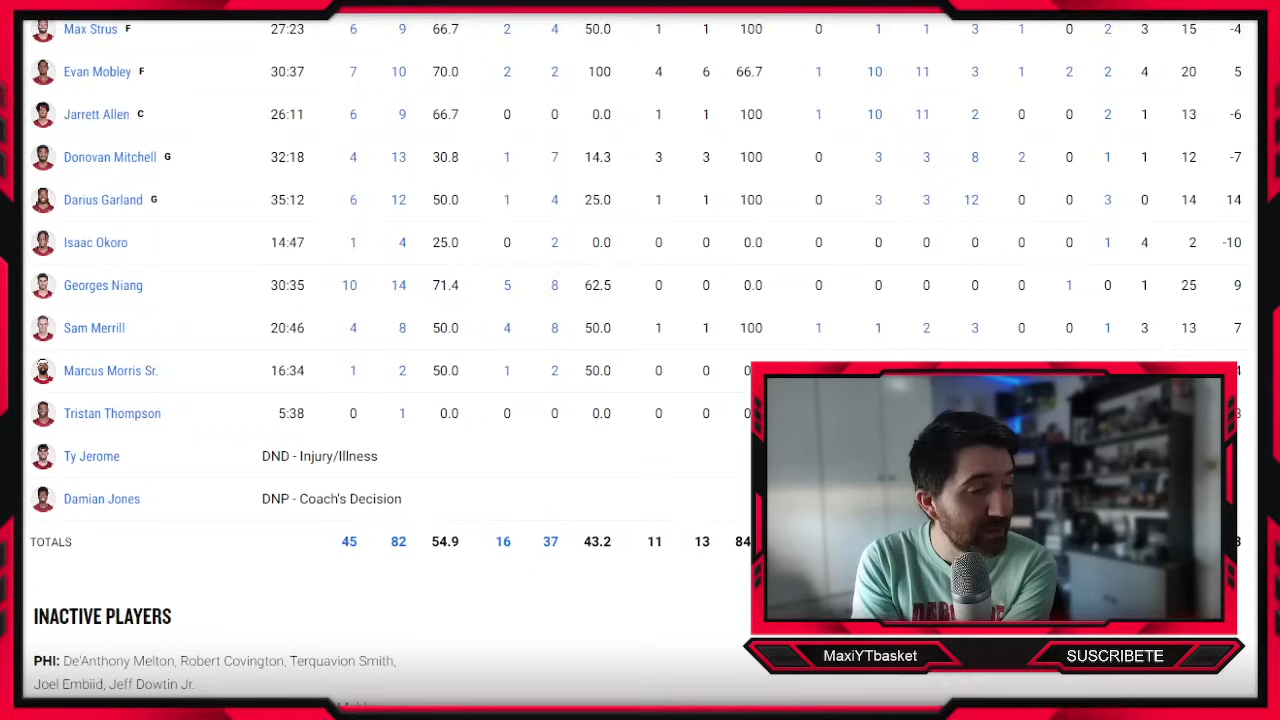 Max Strus F 27:23 6 9 66.7 2 4 50.0 1 1 100 0 1 1 3 1 0 2 3 15 -4
Evan Mobley F 30:37 7 10 70.0 2 2 100 4 6 66.7 1 10 11 3 1 2 2 4 20 5
Jarrett Allen C 26:11 6 9 66.7 0 0 0.0 1 1 100 1 10 11 2 0 0 2 1 13 -6
Donovan Mitchell G 32:18 4 13 30.8 1 7 14.3 3 3 100 0 3 3 8 2 0 1 1 12 -7
Darius Garland G 35:12 6 12 50.0 1 4 25.0 1 1 100 0 3 3 12 0 0 3 0 14 14
Isaac Okoro 14:47 1 4 25.0 0 2 0.0 0 0 0.0 0 0 0 0 0 0 1 4 2 -10
Georges Niang 30:35 10 14 71.4 5 8 62.5 0 0 0.0 0 0 0 0 0 1 0 1 25 9
Sam Merrill 20:46 4 8 50.0 4 8 50.0 1 1 100 1 1 2 3 0 0 1 3 13 7
Marcus Morris Sr. 16:34 1 2 50.0 1 2 50.0 0 0
Tristan Thompson 5:38 0 1 0.0 0 0 0.0 0 0
Ty Jerome DND - Injury/Illness
Damian Jones DNP - Coach's Decision
TOTALS 45 82 54.9 16 37 43.2 11 13
INACTIVE PLAYERS
PHI: De'Anthony Melton, Robert Covington, Terquavion Smith,
Joel Embiid, Jeff Dowtin Jr.
MaxiYTbasket
SUSCRIBETE